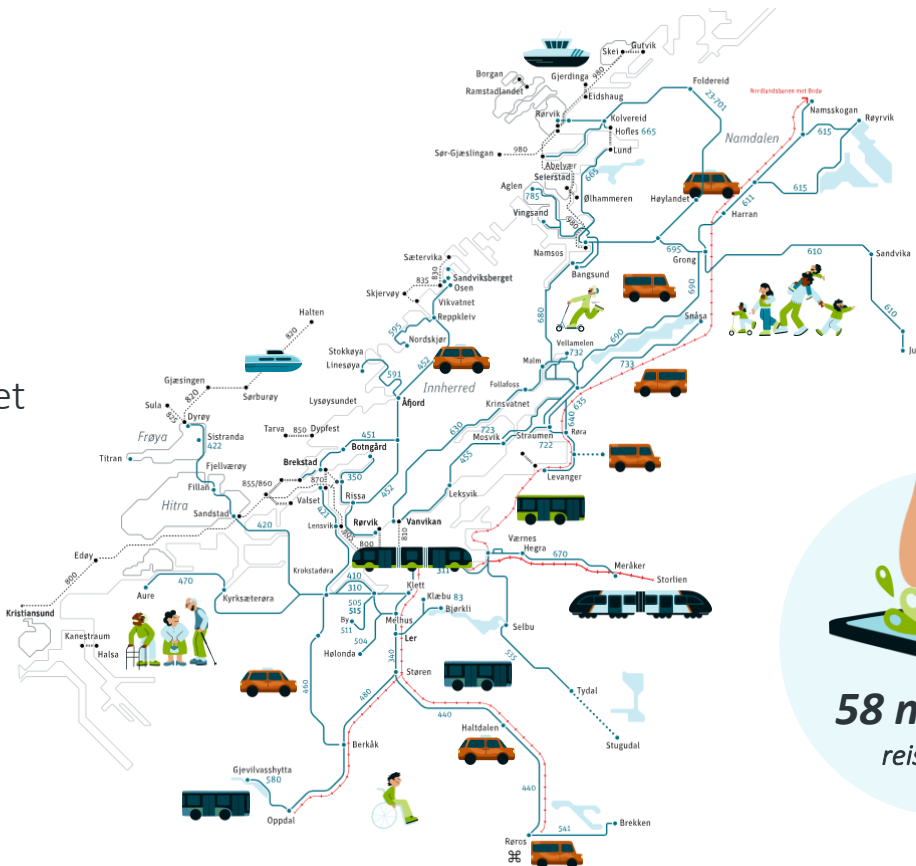 Skei
Gutvik
980
Borgan
Gjerdinga
Ramstadlandet
Eidshaug
Foldereid
23-701
Nordlandsbanen mot Bodø
Namsskogan
Rørvik
Kolvereid
Hofles 665
Namdalen
615
Røyrvik
Sør-Gjæslingan
980
Lund
Abelvær
Seierstad
665
Aglen
785
Ølhammeren
Høylandet
611
615
Vingsand
980
Harran
Namsos
695
Grong
610
Sandvika
Sætervika
Bangsund
830
835
Sandviksberget
Osen
690
Skjervøy
Vikvatnet
610
Halten
Reppkleiv
680
690
Snåsa
820
595
Nordskjør
Vellamelen
732
733
Ju
Stokkøya
452
Malm
Linesøya
591
Innherred
Follafoss
635
Gjæsingen
Krinsvatnet
820
Sørburøy
Lysøysundet
Åfjord
et
Sula
825
Dyrøy
640
630
723
Frøya
Sistranda
422
Tarva
850
Dypfest
451
Mosvik
Straumen
722
Røra
Titran
Botngård
455
Fjellværøy
Brekstad
350
Levanger
855/860
870
452
Fillan
Valset
Rissa
Leksvik
Hitra
421
Sandstad
420
Lensvik
Rørvik
Vanvikan
800
810
Værnes
Hegra
670
Edøy
800
Krokstadøra
410
311
Meråker
Storlien
Aure
470
310
Klett
Kyrksæterøra
505
515
Klæbu 83
Kristiansund
By
511
Melhus
Bjørkli
Kanestraum
504
Ler
Selbu
Halsa
Hølonda
340
535
Støren
460
480
Tydal
440
58 m
Haltdalen
reis
Stugudal
Berkåk
Gjevilvasshytta
580
440
Oppdal
Brekken
541
Røros